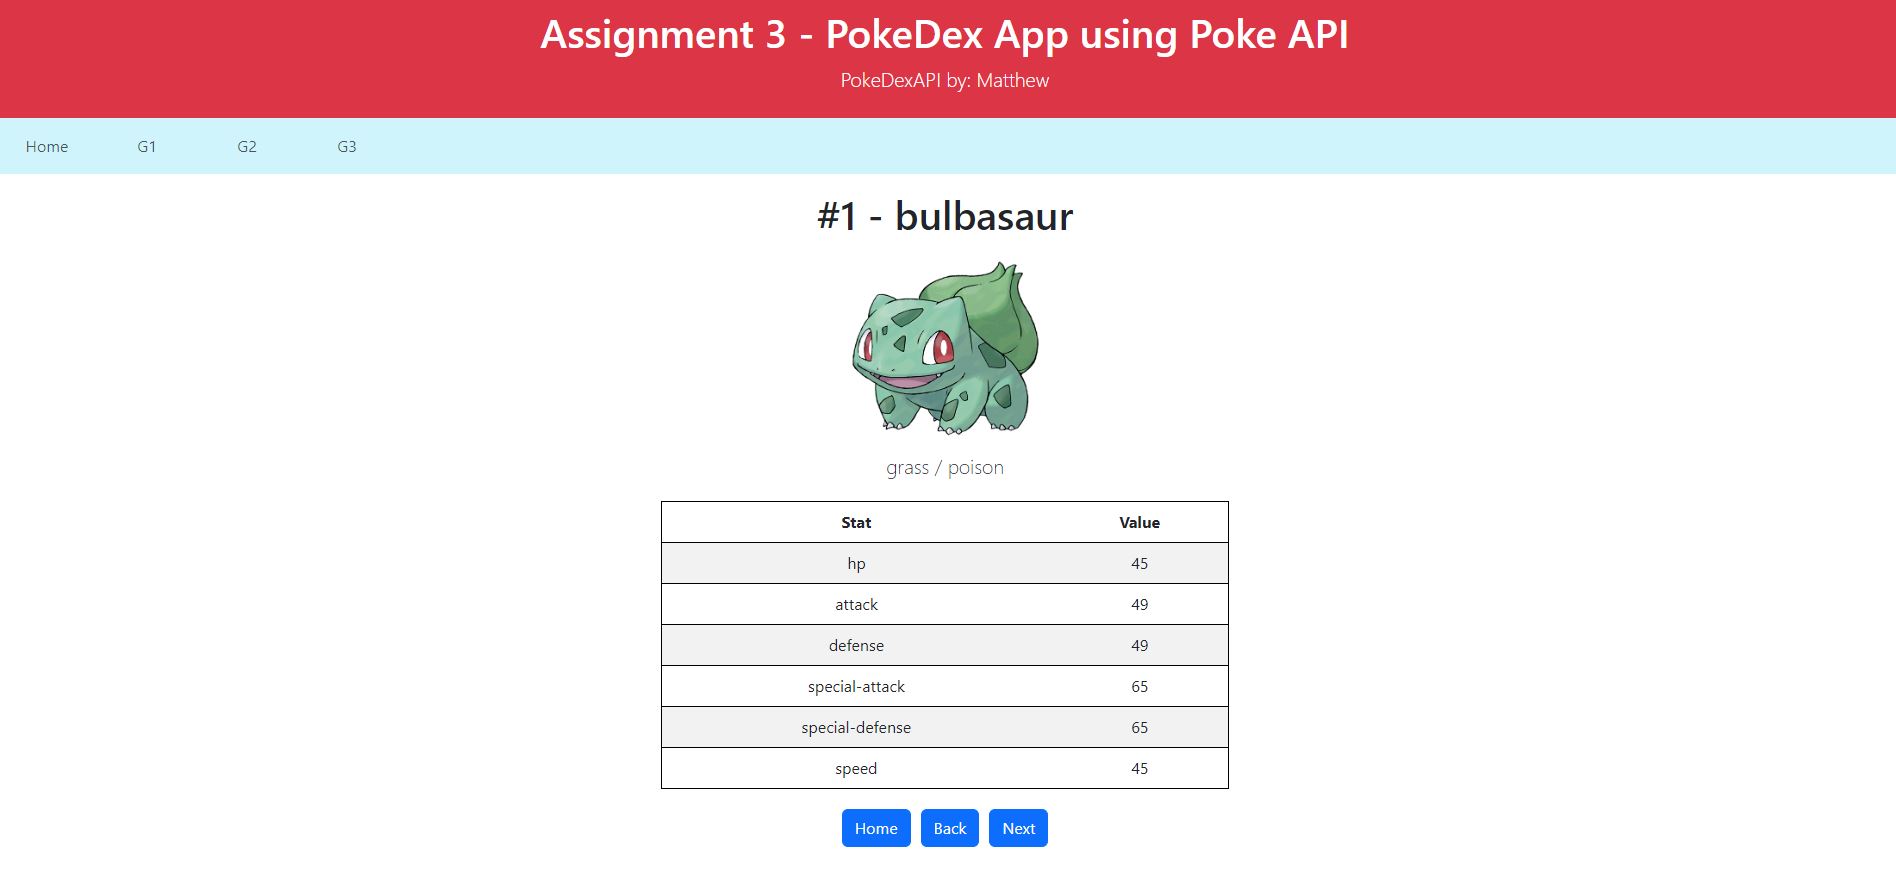 Assignment 3 - PokeDex App using Poke API
PokeDexAPI by: Matthew
Home G1 G2 G3
#1 - bulbasaur
grass / poison
Stat Value
hp 45
attack 49
defense 49
special-attack 65
special-defense 65
speed 45
Home Back Next